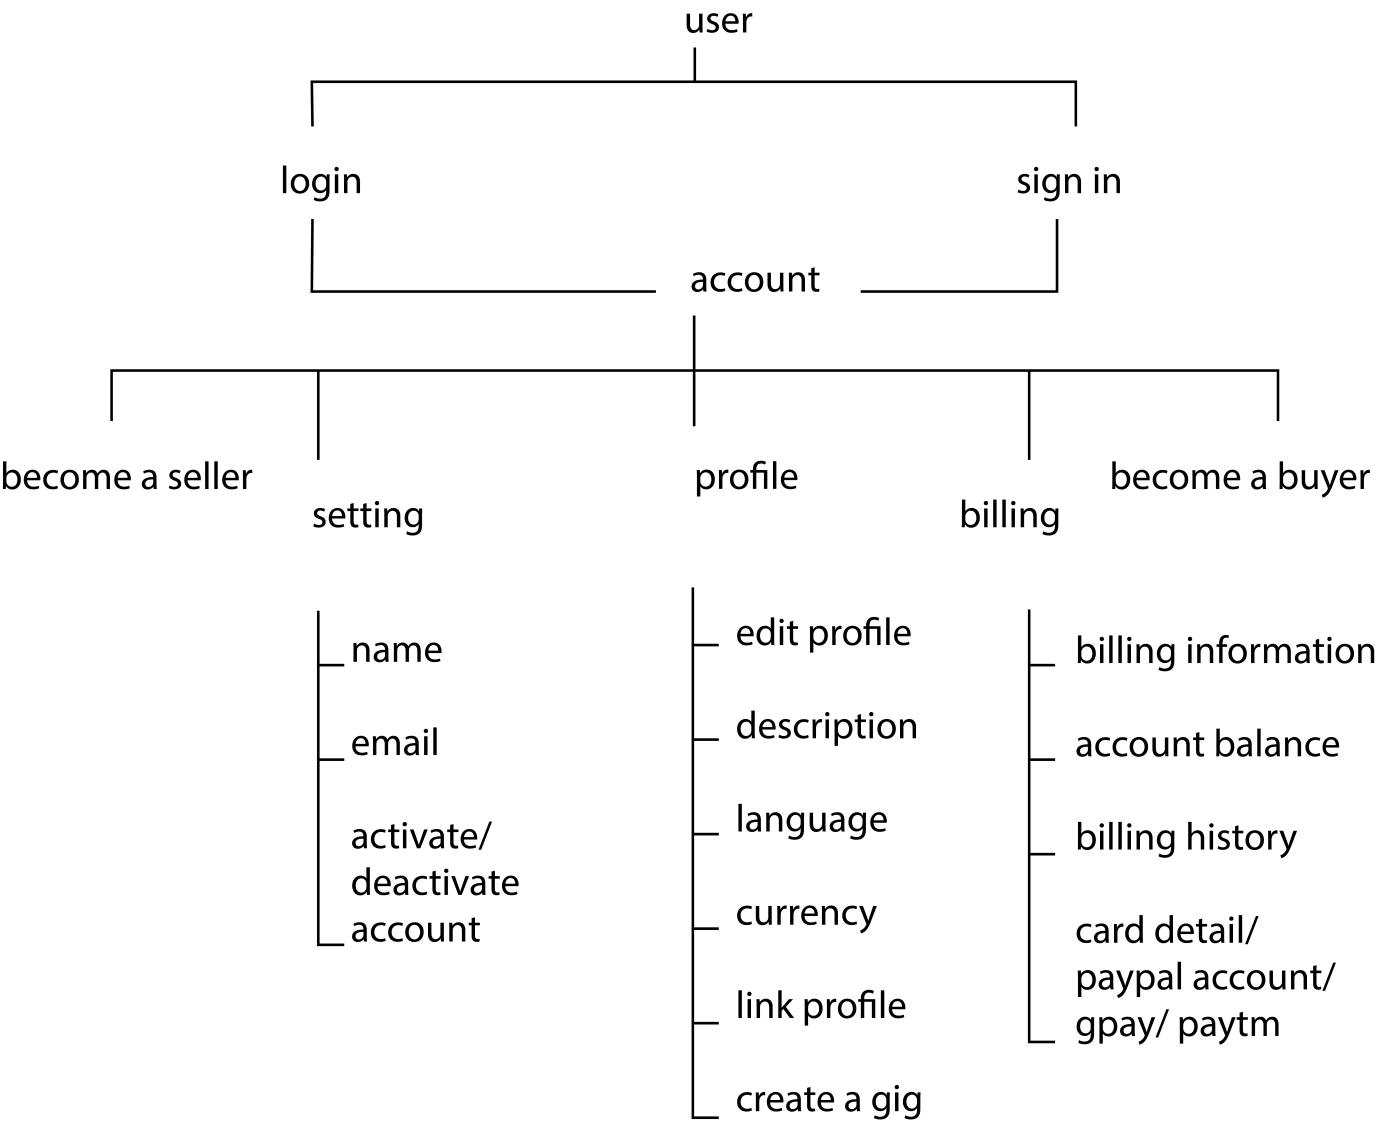 user
login
sign in
account
become a seller
setting
profile
billing
become a buyer
name
email
activate/
deactivate
account
edit profile
description
language
currency
link profile
create a gig
billing information
account balance
billing history
card detail/
paypal account/
gpay/ paytm